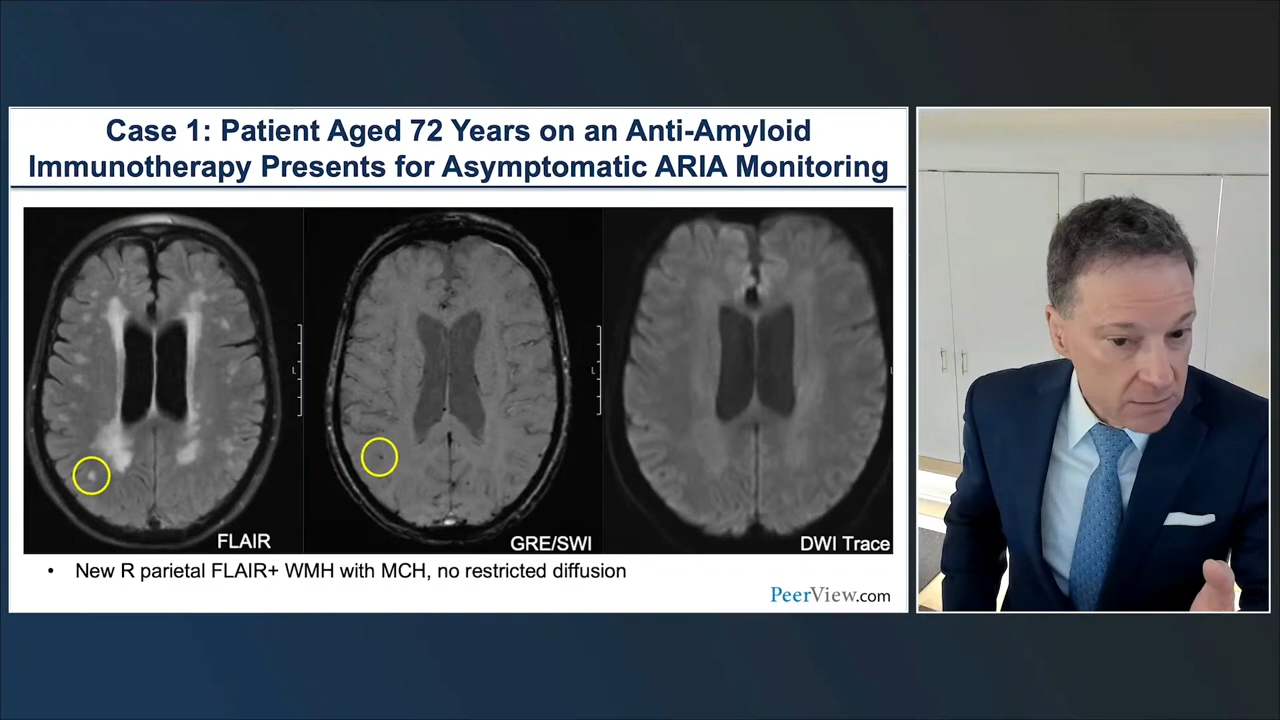 Case 1: Patient Aged 72 Years on an Anti-Amyloid
Immunotherapy Presents for Asymptomatic ARIA Monitoring
L
L
L
FLAIR
GRE/SWI
DWI Trace
• New R parietal FLAIR+ WMH with MCH, no restricted diffusion
PeerView.com